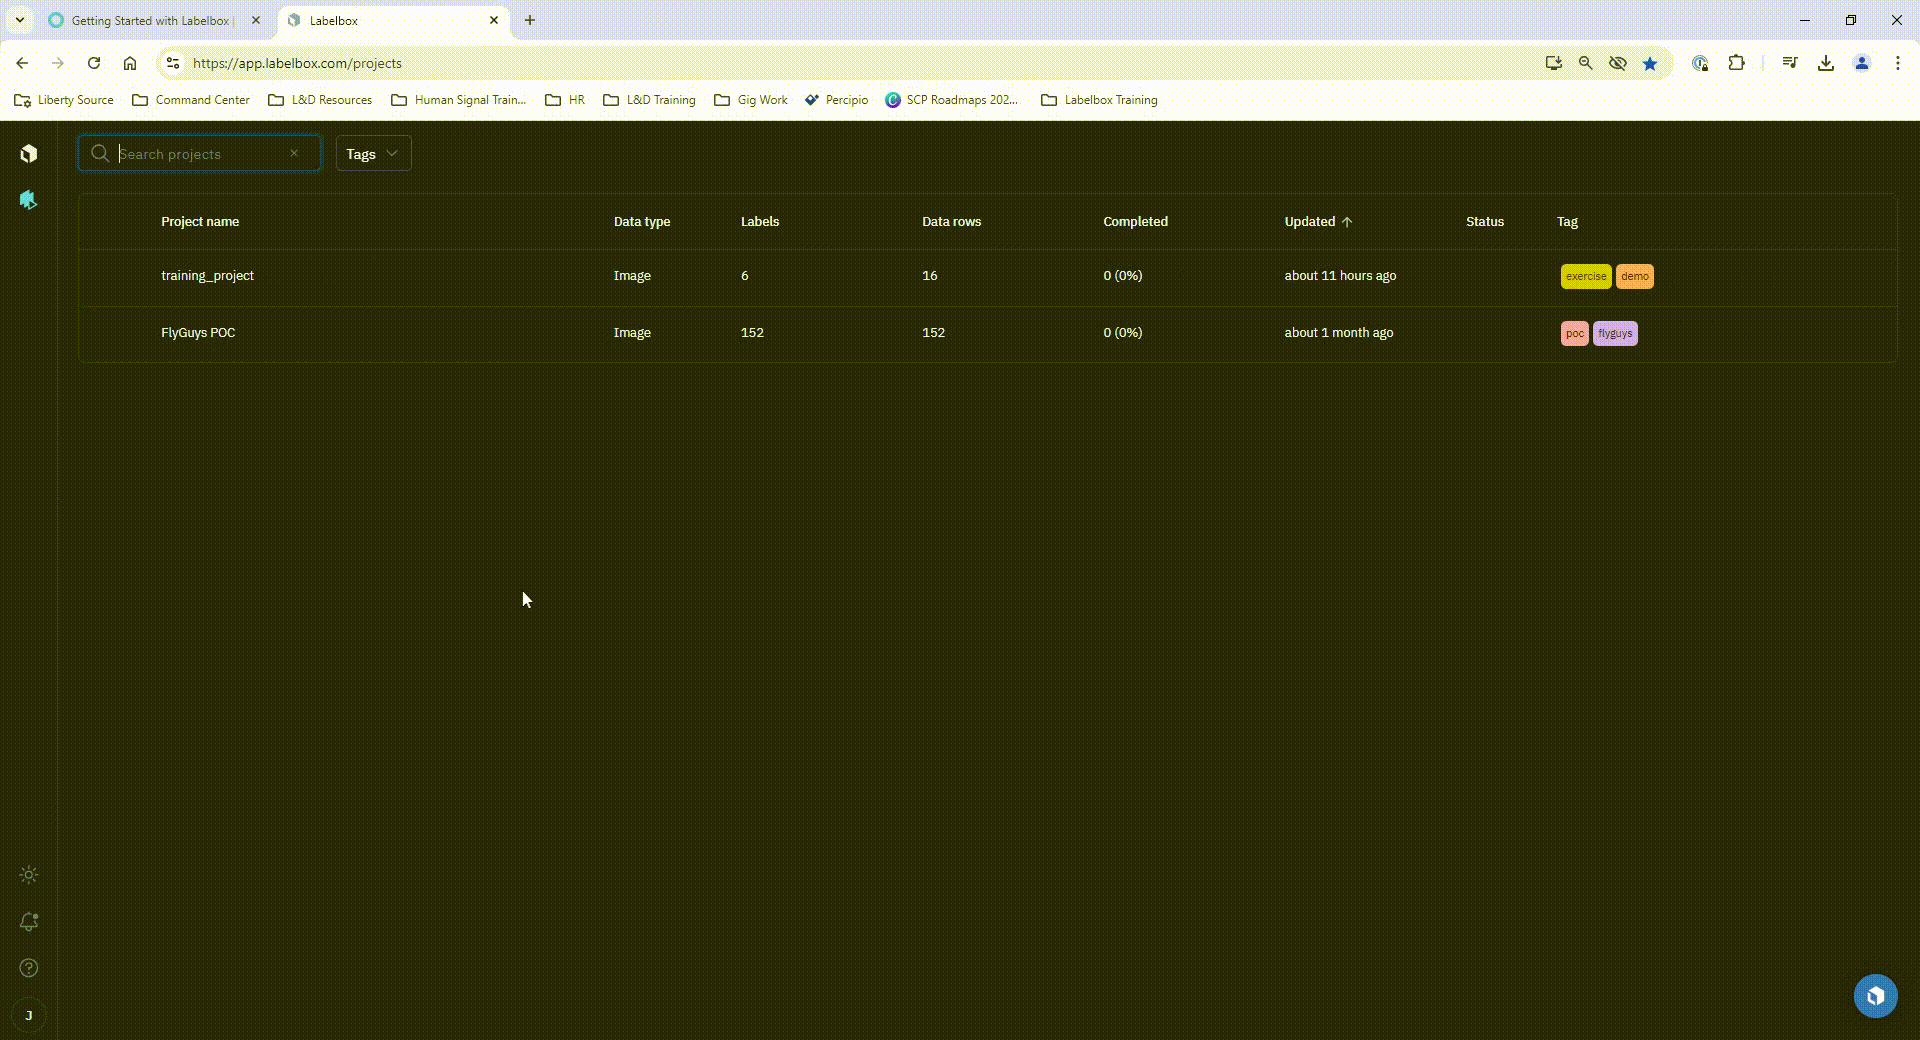 Getting Started with Labelbox
Labelbox
https://app.labelbox.com/projects
Liberty Source Command Center L&D Resources Human Signal Train... HR L&D Training Gig Work Percipio SCP Roadmaps 202... Labelbox Training
Search projects Tags
Project name Data type Labels Data rows Completed Updated Status Tag
training_project Image 6 16 0 (0%) about 11 hours ago exercise demo
FlyGuys POC Image 152 152 0 (0%) about 1 month ago poc flyguys
J